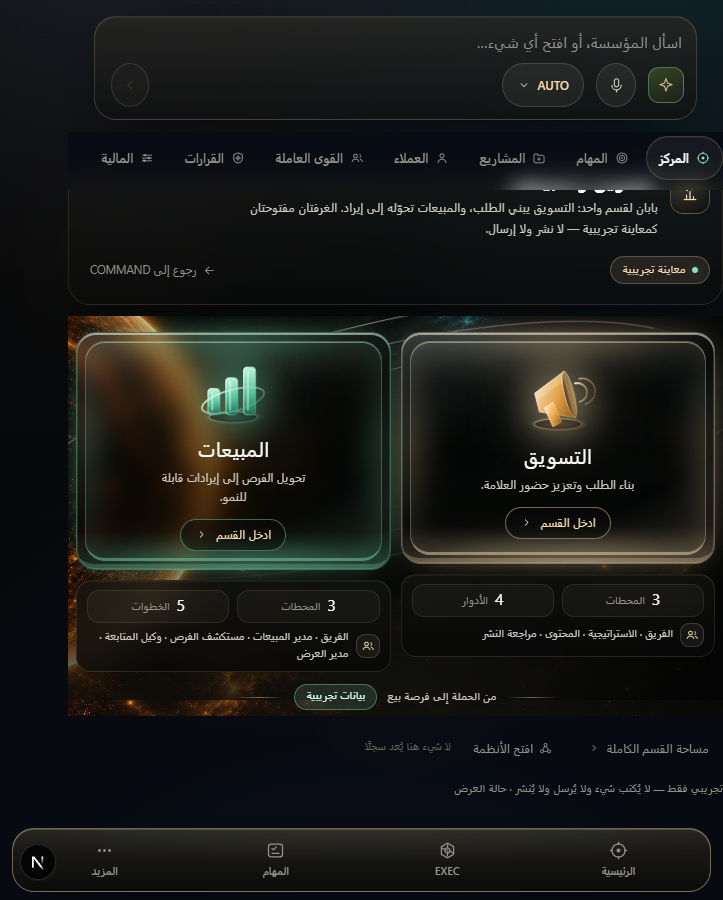 اسأل المؤسسة، أو افتح أي شيء...
AUTO
المركز
المهام
المشاريع
العملاء
القوى العاملة
القرارات
المالية
بابان لقسم واحد: التسويق يبني الطلب، والمبيعات تحوّله إلى إيراد. الغرفتان مفتوحتان
كمعاينة تجريبية — لا نشر ولا إرسال.
معاينة تجريبية
رجوع إلى COMMAND
التسويق
بناء الطلب وتعزيز حضور العلامة.
ادخل القسم
3 المحطات
4 الأدوار
الفريق · الاستراتيجية · المحتوى · مراجعة النشر
المبيعات
تحويل الفرص إلى إيرادات قابلة
للنمو.
ادخل القسم
3 المحطات
5 الخطوات
الفريق · مدير المبيعات · مستكشف الفرص · وكيل المتابعة ·
مدير العرض
من الحملة إلى فرصة بيع
بيانات تجريبية
مساحة القسم الكاملة
افتح الأنظمة
لا شيء هنا يُعد سجلًا
تجريبي فقط — لا يُكتب شيء ولا يُرسل ولا يُنشر · حالة العرض
الرئيسية
EXEC
المهام
المزيد
N